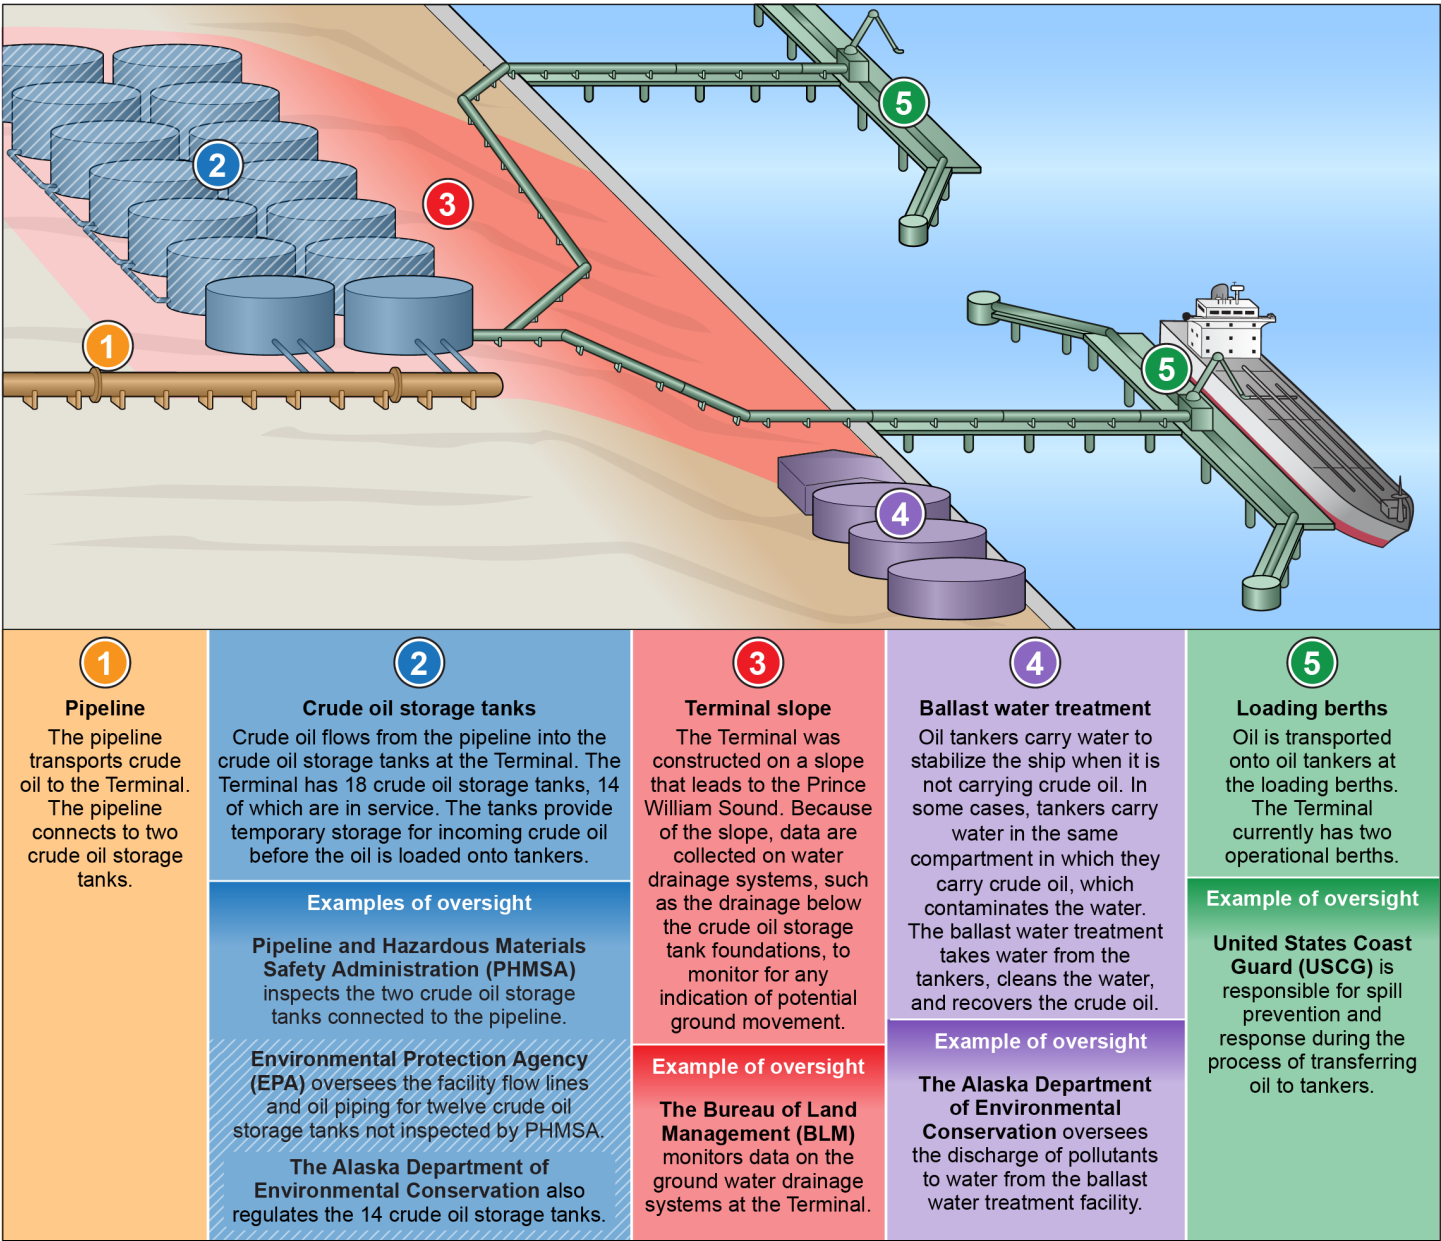 5
2
3
1
5
4
1
Pipeline
The pipeline
transports crude
oil to the Terminal.
The pipeline
connects to two
crude oil storage
tanks.
2
Crude oil storage tanks
Crude oil flows from the pipeline into the
crude oil storage tanks at the Terminal. The
Terminal has 18 crude oil storage tanks, 14
of which are in service. The tanks provide
temporary storage for incoming crude oil
before the oil is loaded onto tankers.
Examples of oversight
Pipeline and Hazardous Materials
Safety Administration (PHMSA)
inspects the two crude oil storage
tanks connected to the pipeline.
Environmental Protection Agency
(EPA) oversees the facility flow lines
and oil piping for twelve crude oil
storage tanks not inspected by PHMSA.
The Alaska Department of
Environmental Conservation also
regulates the 14 crude oil storage tanks.
3
Terminal slope
The Terminal was
constructed on a slope
that leads to the Prince
William Sound. Because
of the slope, data are
collected on water
drainage systems, such
as the drainage below
the crude oil storage
tank foundations, to
monitor for any
indication of potential
ground movement.
Example of oversight
The Bureau of Land
Management (BLM)
monitors data on the
ground water drainage
systems at the Terminal.
4
Ballast water treatment
Oil tankers carry water to
stabilize the ship when it is
not carrying crude oil. In
some cases, tankers carry
water in the same
compartment in which they
carry crude oil, which
contaminates the water.
The ballast water treatment
takes water from the
tankers, cleans the water,
and recovers the crude oil.
Example of oversight
The Alaska Department
of Environmental
Conservation oversees
the discharge of pollutants
to water from the ballast
water treatment facility.
5
Loading berths
Oil is transported
onto oil tankers at
the loading berths.
The Terminal
currently has two
operational berths.
Example of oversight
United States Coast
Guard (USCG) is
responsible for spill
prevention and
response during the
process of transferring
oil to tankers.